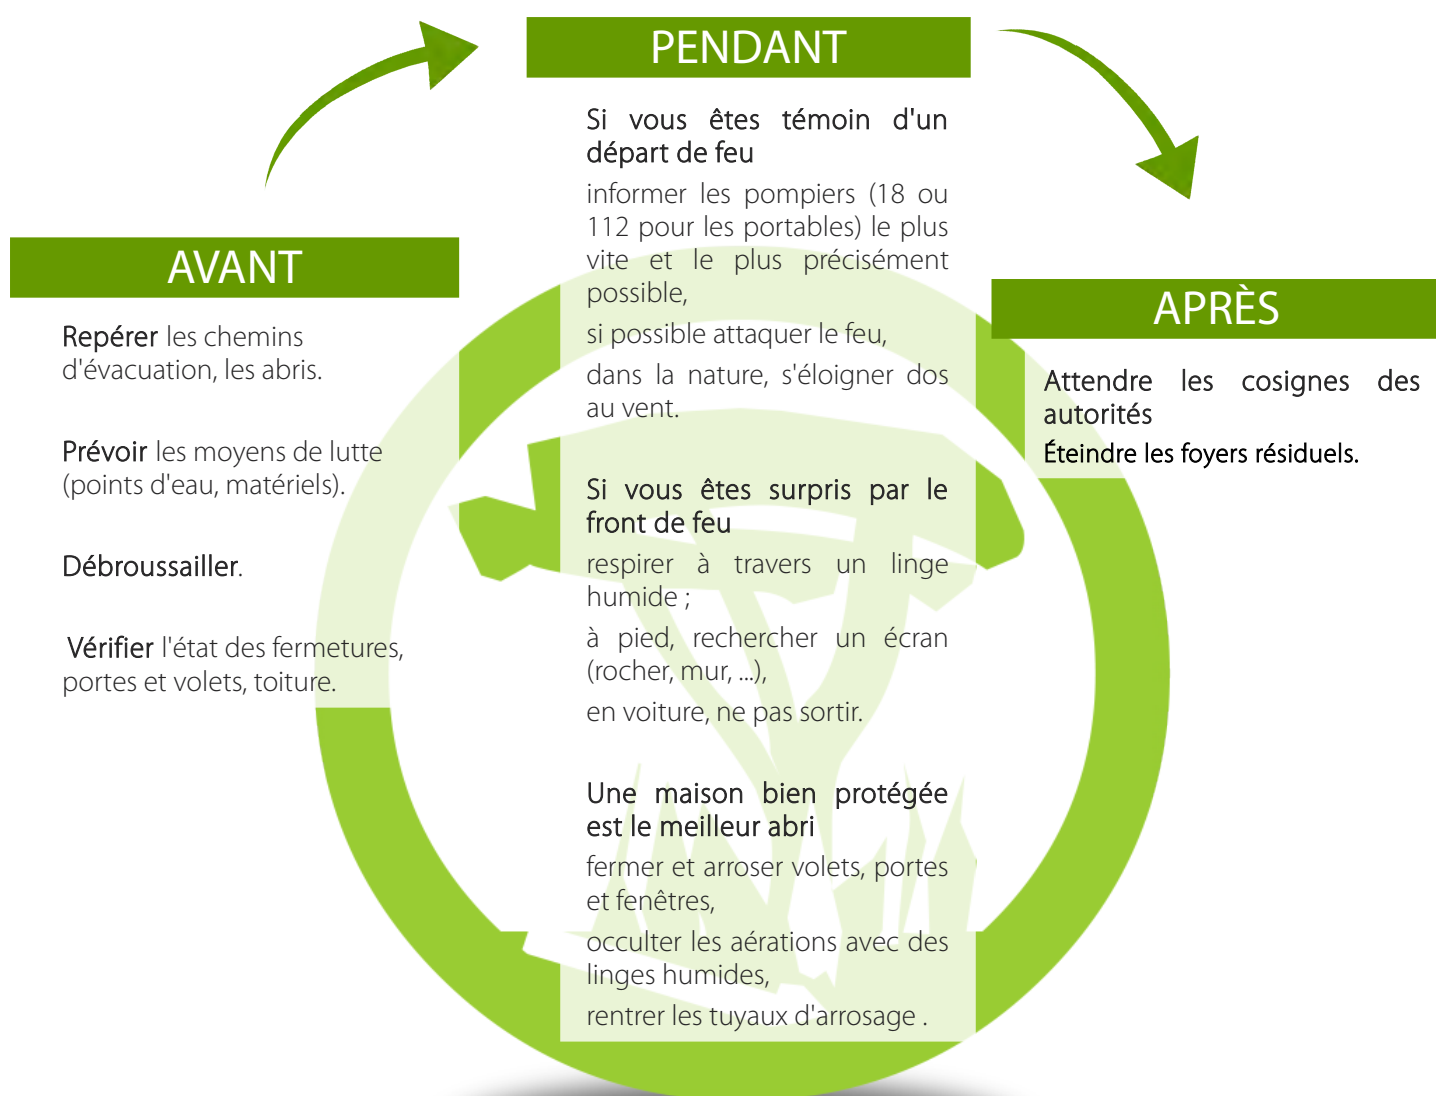 AVANT
Repérer les chemins
d'évacuation, les abris.
Prévoir les moyens de lutte
(points d'eau, matériels).
Débroussailler.
Vérifier l'état des fermetures,
portes et volets, toiture.
PENDANT
Si vous êtes témoin d'un
départ de feu
informer les pompiers (18 ou
112 pour les portables) le plus
vite et le plus précisément
possible,
si possible attaquer le feu,
dans la nature, s'éloigner dos
au vent.
Si vous êtes surpris par le
front de feu
respirer à travers un linge
humide ;
à pied, rechercher un écran
(rocher, mur, ...),
en voiture, ne pas sortir.
Une maison bien protégée
est le meilleur abri
fermer et arroser volets, portes
et fenêtres,
occulter les aérations avec des
linges humides,
rentrer les tuyaux d'arrosage .
APRÈS
Attendre les cosignes des
autorités
Éteindre les foyers résiduels.